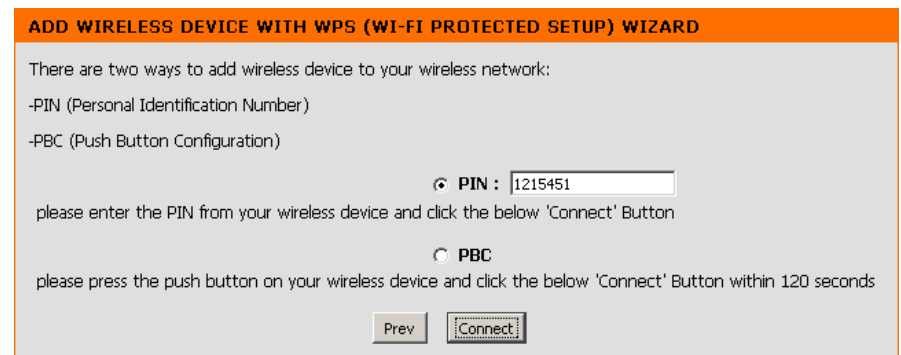 ADD WIRELESS DEVICE WITH WPS (WI-FI PROTECTED SETUP) WIZARD
There are two ways to add wireless device to your wireless network:
-PIN (Personal Identification Number)
-PBC (Push Button Configuration)
PIN : 1215451
please enter the PIN from your wireless device and click the below 'Connect' Button
PBC
please press the push button on your wireless device and click the below 'Connect' Button within 120 seconds
Prev Connect